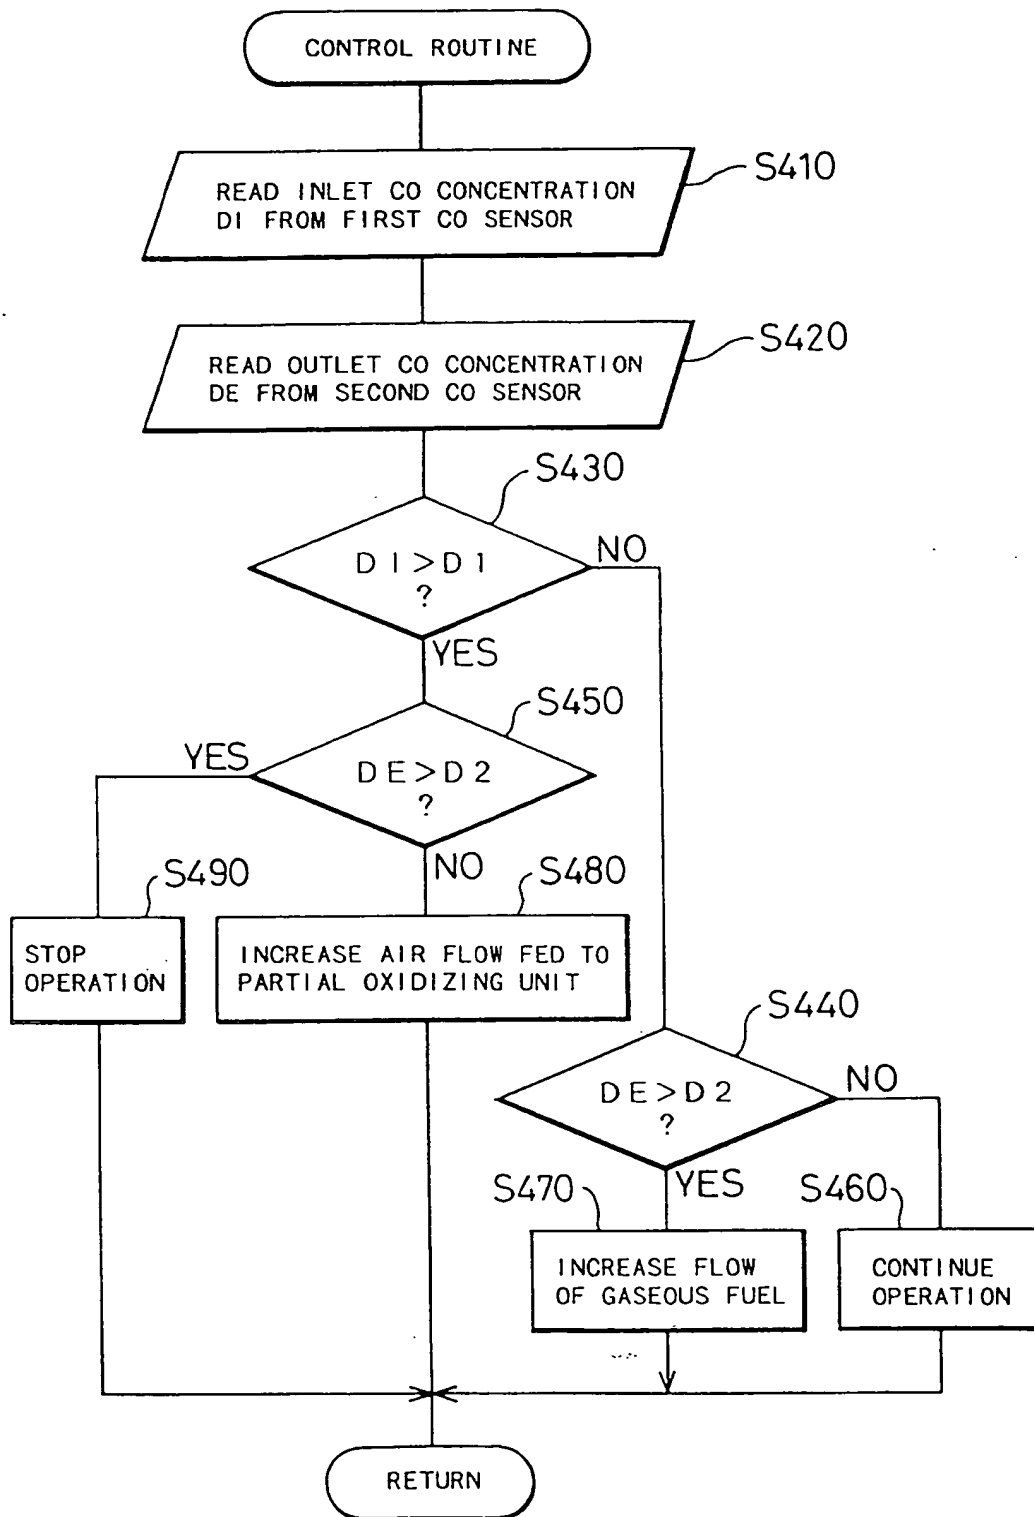 CONTROL ROUTINE
S410
READ INLET CO CONCENTRATION
DI FROM FIRST CO SENSOR
S420
READ OUTLET CO CONCENTRATION
DE FROM SECOND CO SENSOR
S430
DI>D1
?
NO
YES
S450
YES
DE>D2
?
NO
S490
S480
STOP
OPERATION
INCREASE AIR FLOW FED TO
PARTIAL OXIDIZING UNIT
S440
DE>D2
?
NO
YES
S470
S460
INCREASE FLOW
OF GASEOUS FUEL
CONTINUE
OPERATION
RETURN